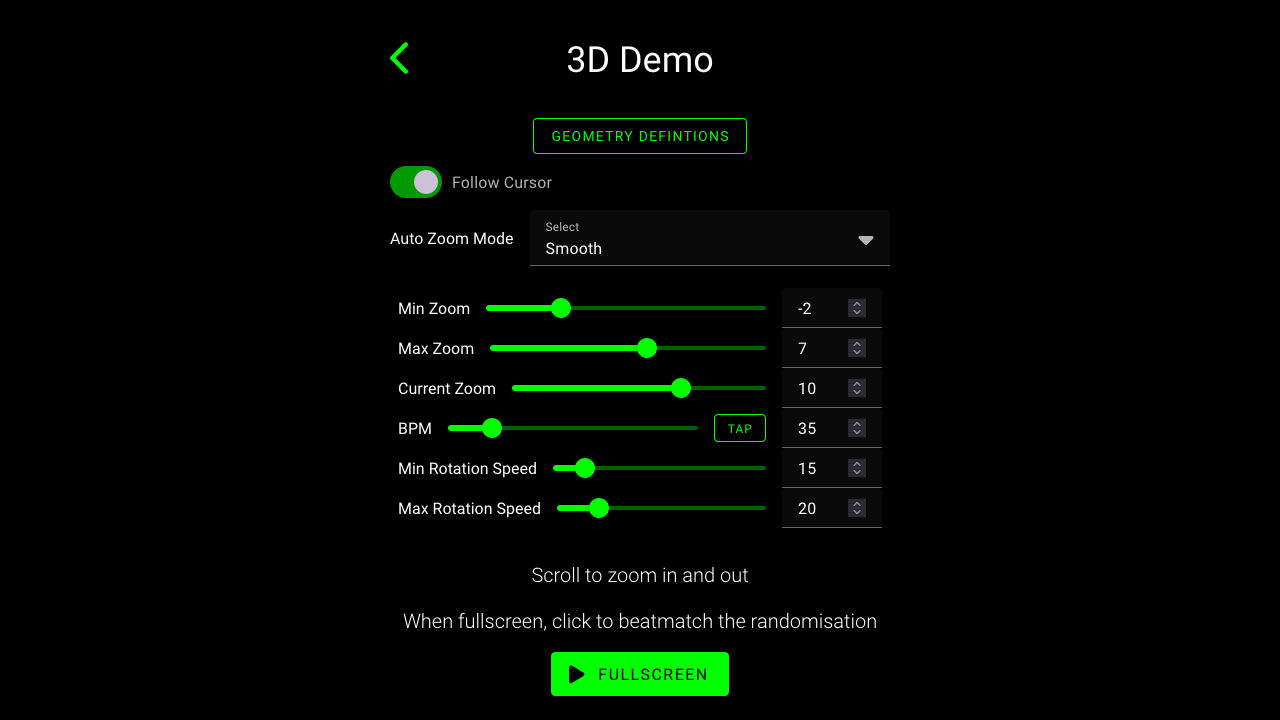 3D Demo
GEOMETRY DEFINTIONS
Follow Cursor
Auto Zoom Mode
Select
Smooth
Min Zoom
-2
Max Zoom
7
Current Zoom
10
BPM
TAP
35
Min Rotation Speed
15
Max Rotation Speed
20
Scroll to zoom in and out
When fullscreen, click to beatmatch the randomisation
FULLSCREEN